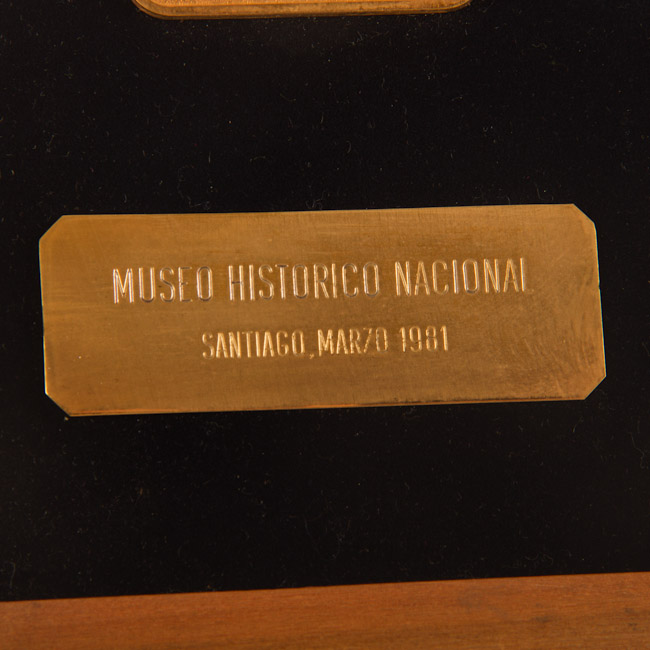 MUSEO HISTORICO NACIONAL
SANTIAGO, MARZO 1981